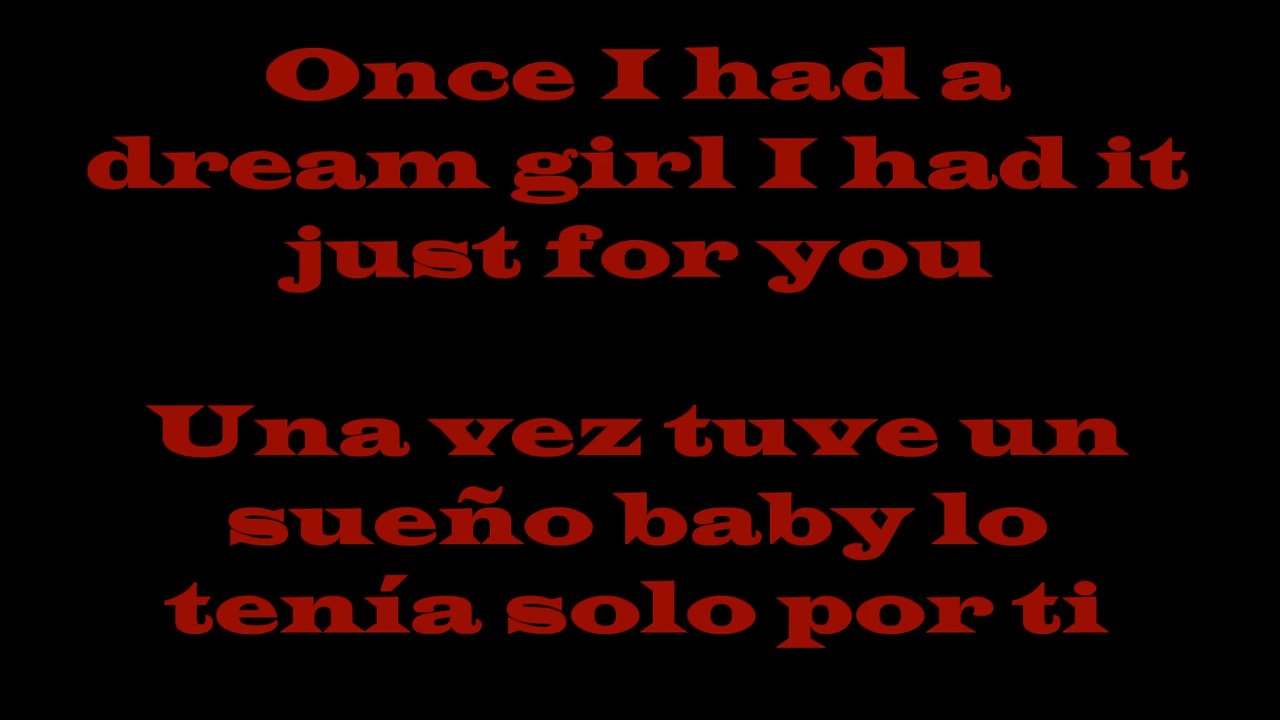 Once I had a
dream girl I had it
just for you
Una vez tuve un
sueño baby lo
tenía solo por ti